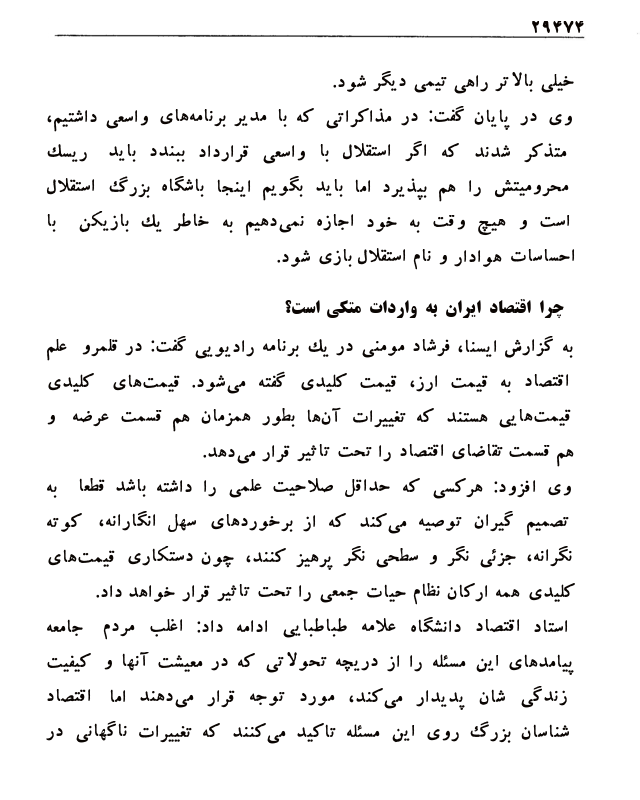 ۲۹۴۷۴
خیلی بالاتر راهی تیمی دیگر شود.
وی در پایان گفت: در مذاکراتی که با مدیر برنامه‌های واسعی داشتیم،
متذکر شدند که اگر استقلال با واسعی قرارداد ببندد باید ریسك
محرومیتش را هم بپذیرد اما باید بگویم اینجا باشگاه بزرگ استقلال
است و هیچ وقت به خود اجازه نمی‌دهیم به خاطر یك بازیکن با
احساسات هوادار و نام استقلال بازی شود.
چرا اقتصاد ایران به واردات متکی است؟
به گزارش ایسنا، فرشاد مومنی در یك برنامه رادیویی گفت: در قلمرو علم
اقتصاد به قیمت ارز، قیمت کلیدی گفته می‌شود. قیمت‌های کلیدی
قیمت‌هایی هستند که تغییرات آن‌ها بطور همزمان هم قسمت عرضه و
هم قسمت تقاضای اقتصاد را تحت تاثیر قرار می‌دهد.
وی افزود: هرکسی که حداقل صلاحیت علمی را داشته باشد قطعا به
تصمیم گیران توصیه می‌کند که از برخوردهای سهل انگارانه، کوته
نگرانه، جزئی نگر و سطحی نگر پرهیز کنند، چون دستکاری قیمت‌های
کلیدی همه ارکان نظام حیات جمعی را تحت تاثیر قرار خواهد داد.
استاد اقتصاد دانشگاه علامه طباطبایی ادامه داد: اغلب مردم جامعه
پیامدهای این مسئله را از دریچه تحولاتی که در معیشت آنها و کیفیت
زندگی شان پدیدار می‌کند، مورد توجه قرار می‌دهند اما اقتصاد
شناسان بزرگ روی این مسئله تاکید می‌کنند که تغییرات ناگهانی در